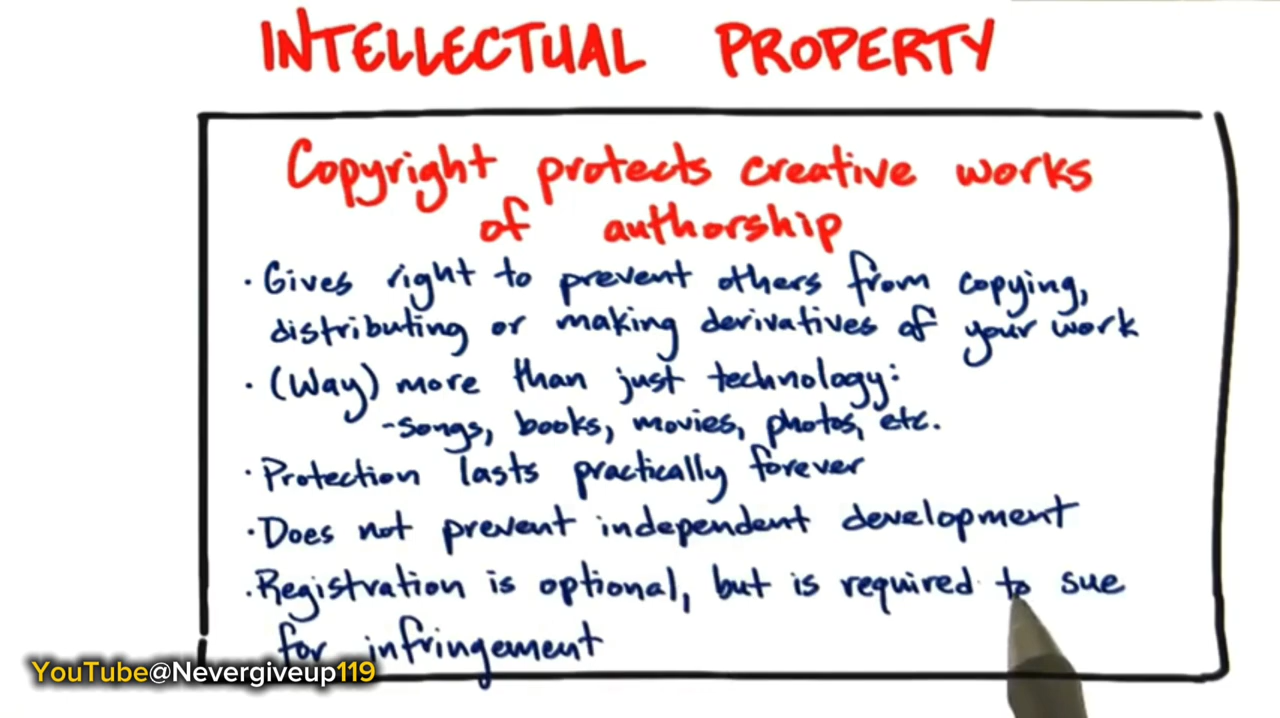 INTELLECTUAL PROPERTY
Copyright protects creative works
of authorship
· Gives right to prevent others from copying,
distributing or making derivatives of your work
· (Way) more than just technology:
-songs, books, movies, photos, etc.
· Protection lasts practically forever
· Does not prevent independent development
· Registration is optional, but is required to sue
for infringement
YouTube@Nevergiveup119